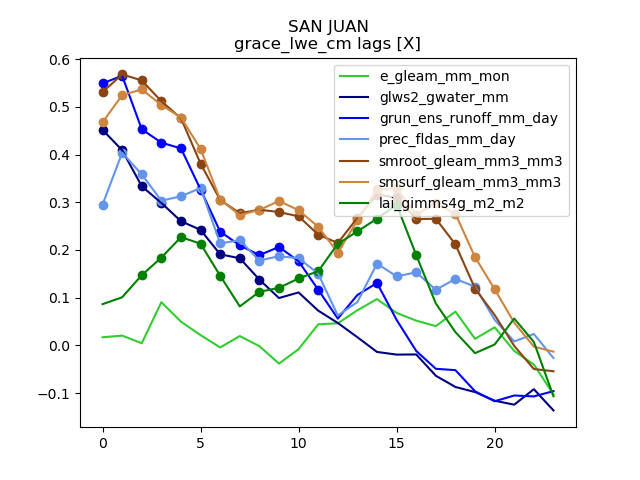 SAN JUAN
grace_lwe_cm lags [X]
0.6
0.5
0.4
0.3
0.2
0.1
0.0
−0.1
0
5
10
15
20
e_gleam_mm_mon
glws2_gwater_mm
grun_ens_runoff_mm_day
prec_fldas_mm_day
smroot_gleam_mm3_mm3
smsurf_gleam_mm3_mm3
lai_gimms4g_m2_m2